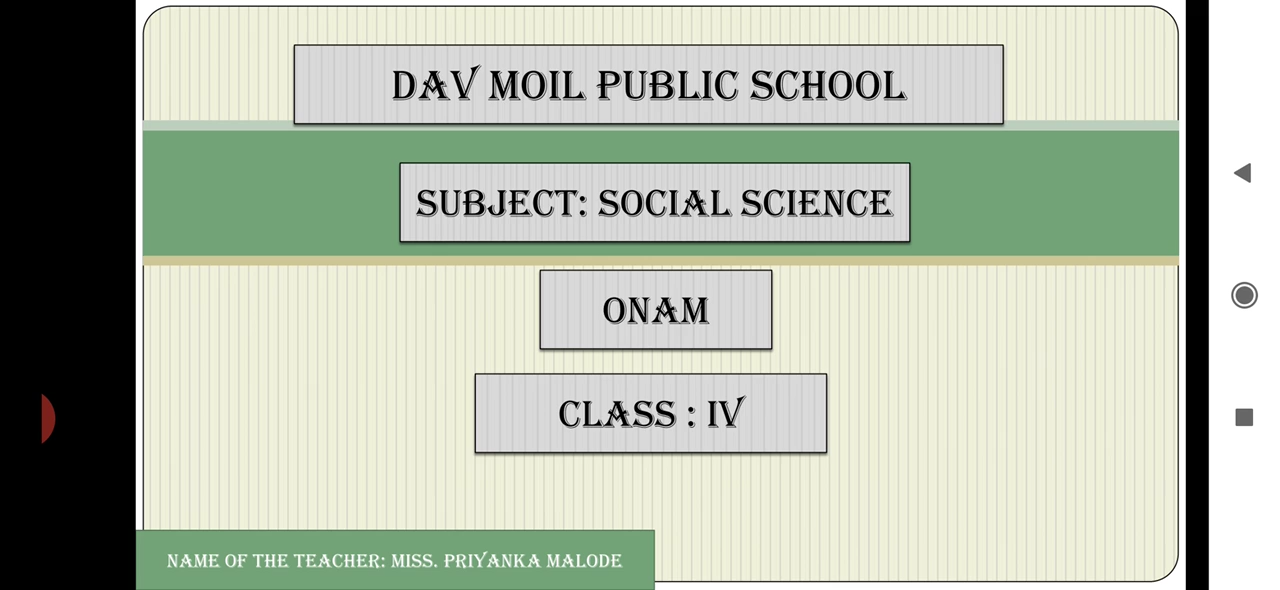 DAV MOIL PUBLIC SCHOOL
SUBJECT: SOCIAL SCIENCE
ONAM
CLASS : IV
NAME OF THE TEACHER: MISS. PRIYANKA MALODE